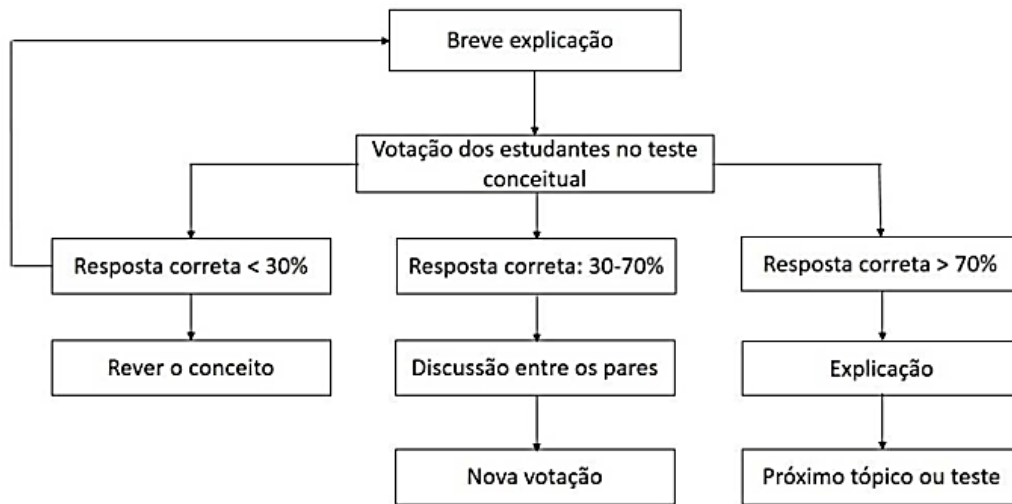 Breve explicação
Votação dos estudantes no teste
conceitual
Resposta correta < 30%
Resposta correta: 30-70%
Resposta correta > 70%
Rever o conceito
Discussão entre os pares
Explicação
Nova votação
Próximo tópico ou teste